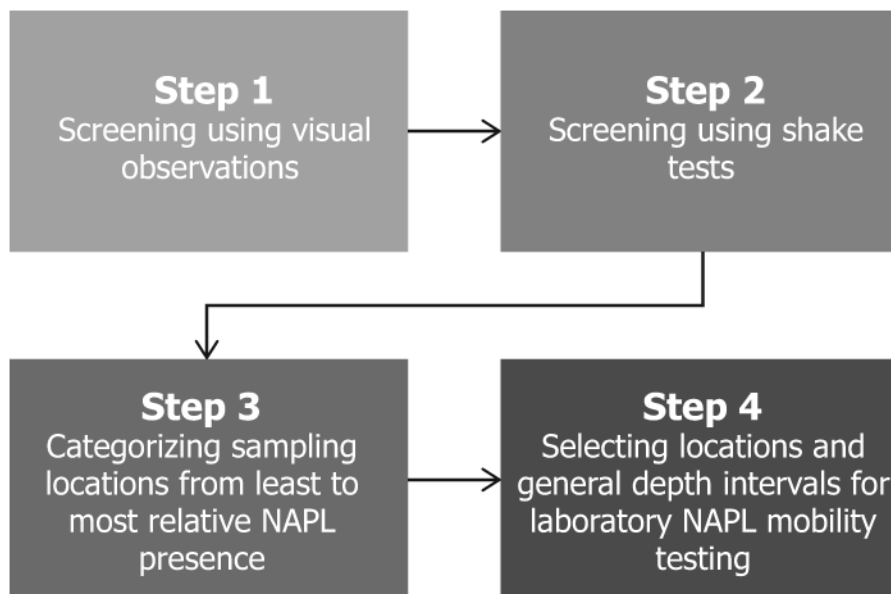 Step 1
Screening using visual
observations
Step 2
Screening using shake
tests
Step 3
Categorizing sampling
locations from least to
most relative NAPL
presence
Step 4
Selecting locations and
general depth intervals for
laboratory NAPL mobility
testing